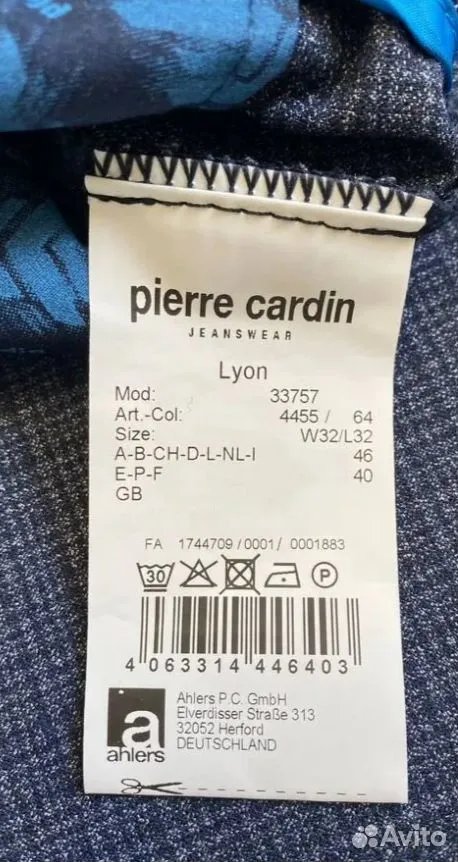 pierre cardin
JEANSWEAR
Lyon
Mod: 33757
Art.-Col: 4455 / 64
Size: W32/L32
A-B-CH-D-L-NL-I 46
E-P-F 40
GB
FA 1744709 / 0001 / 0001883
30 P
4 063314 446403
a
ahlers
Ahlers P.C. GmbH
Elverdisser Straße 313
32052 Herford
DEUTSCHLAND
Avito